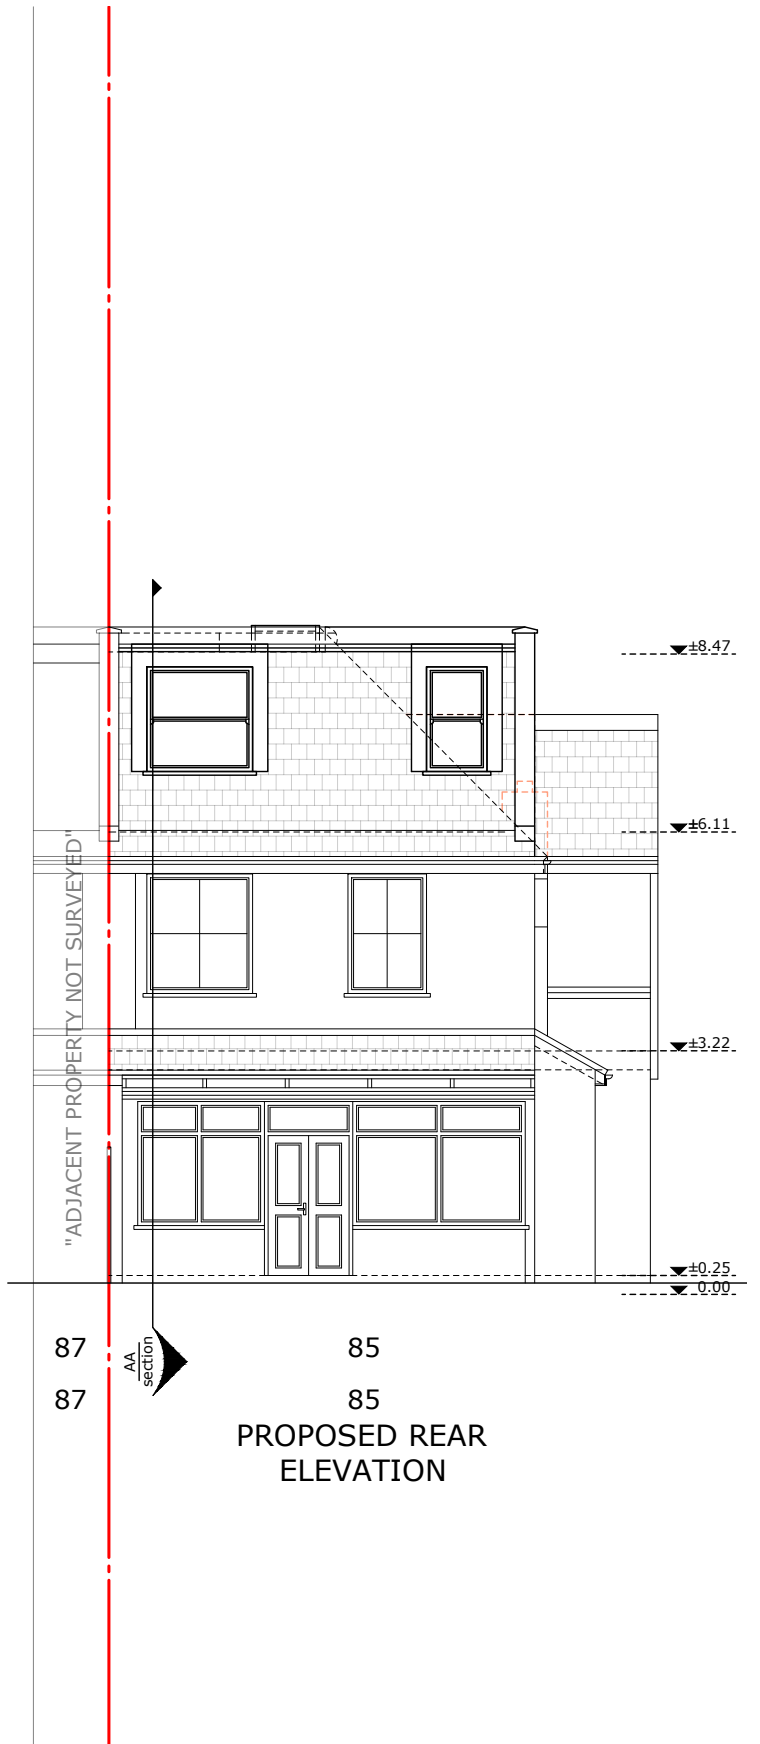 ±8.47
±6.11
"ADJACENT PROPERTY NOT SURVEYED"
±3.22
±0.25
0.00
87
AA
section
85
87
85
PROPOSED REAR
ELEVATION